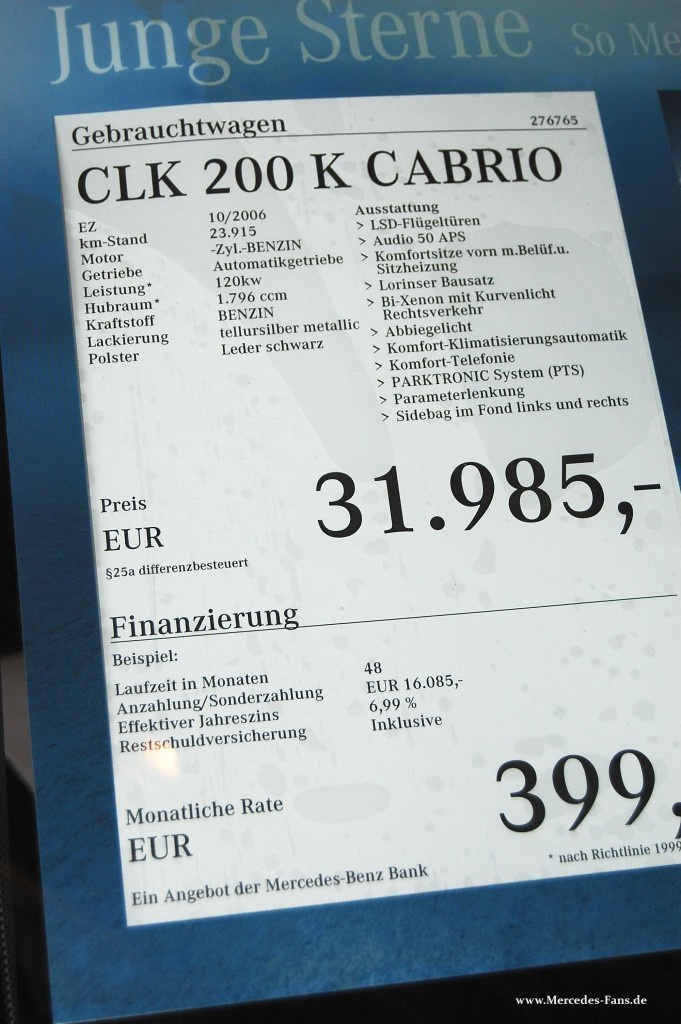 Junge Sterne So Me
Gebrauchtwagen 276765
CLK 200 K CABRIO
EZ 10/2006
km-Stand 23.915
Motor -Zyl.-BENZIN
Getriebe Automatikgetriebe
Leistung* 120kw
Hubraum* 1.796 ccm
Kraftstoff BENZIN
Lackierung tellursilber metallic
Polster Leder schwarz
Ausstattung
> LSD-Flügeltüren
> Audio 50 APS
> Komfortsitze vorn m.Belüf.u.
Sitzheizung
> Lorinser Bausatz
> Bi-Xenon mit Kurvenlicht
Rechtsverkehr
> Abbiegelicht
> Komfort-Klimatisierungsautomatik
> Komfort-Telefonie
> PARKTRONIC System (PTS)
> Parameterlenkung
> Sidebag im Fond links und rechts
Preis
EUR 31.985,-
§25a differenzbesteuert
Finanzierung
Beispiel:
Laufzeit in Monaten 48
Anzahlung/Sonderzahlung EUR 16.085,-
Effektiver Jahreszins 6,99 %
Restschuldversicherung Inklusive
Monatliche Rate
EUR 399,
* nach Richtlinie 1999
Ein Angebot der Mercedes-Benz Bank
www.Mercedes-Fans.de